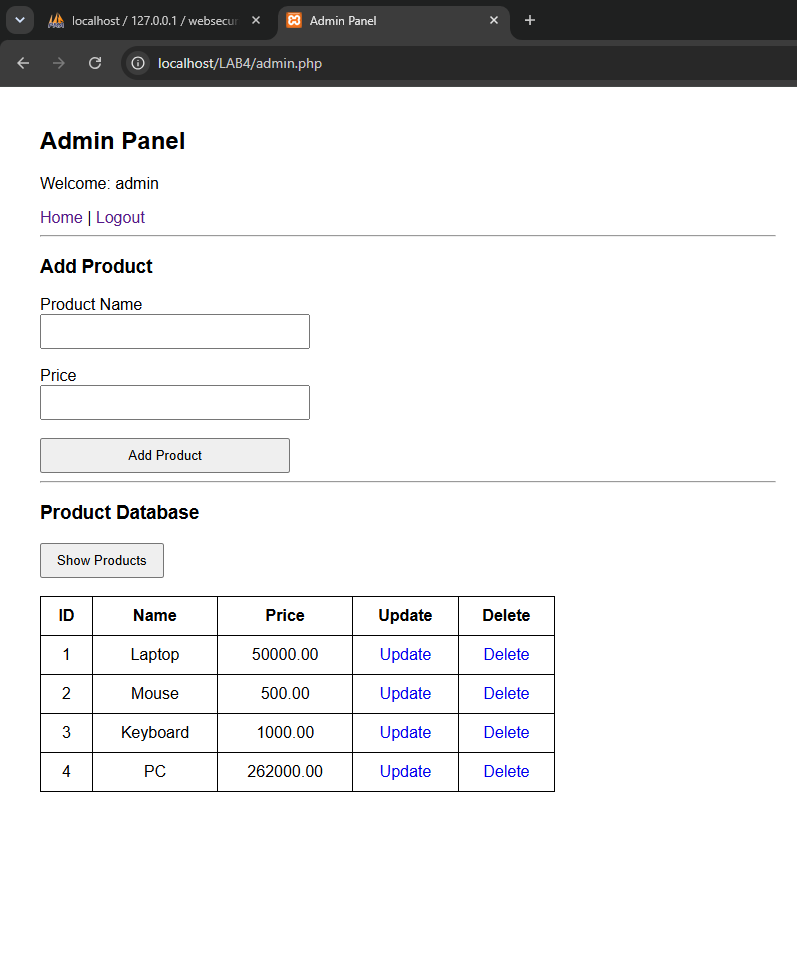 localhost / 127.0.0.1 / websecur
Admin Panel
localhost/LAB4/admin.php
Admin Panel
Welcome: admin
Home | Logout
Add Product
Product Name
Price
Add Product
Product Database
Show Products
ID Name Price Update Delete
1 Laptop 50000.00 Update Delete
2 Mouse 500.00 Update Delete
3 Keyboard 1000.00 Update Delete
4 PC 262000.00 Update Delete